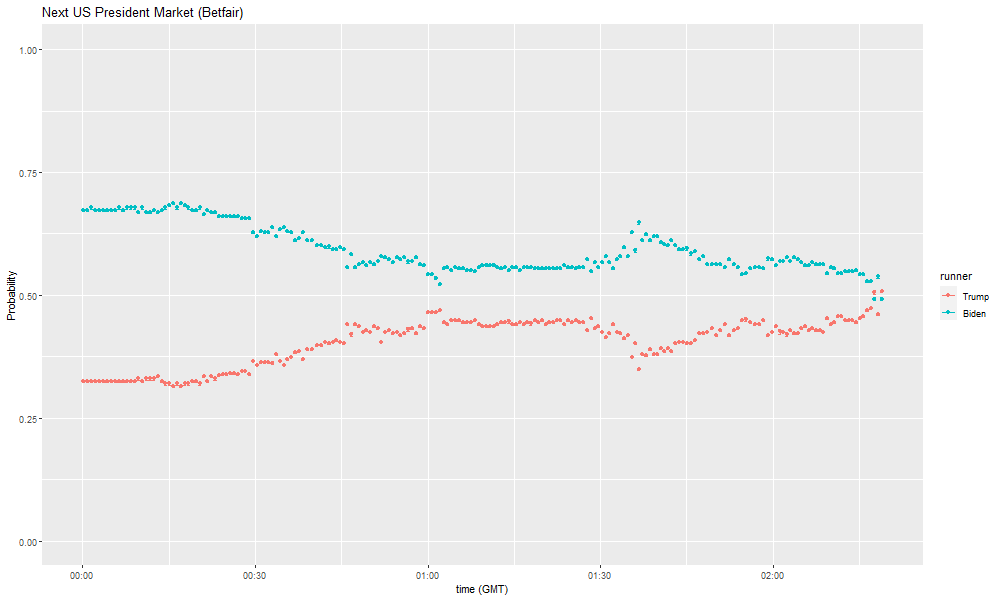 Next US President Market (Betfair)
1.00
0.75
0.50
0.25
0.00
Probability
00:00
00:30
01:00
01:30
02:00
time (GMT)
runner
Trump
Biden